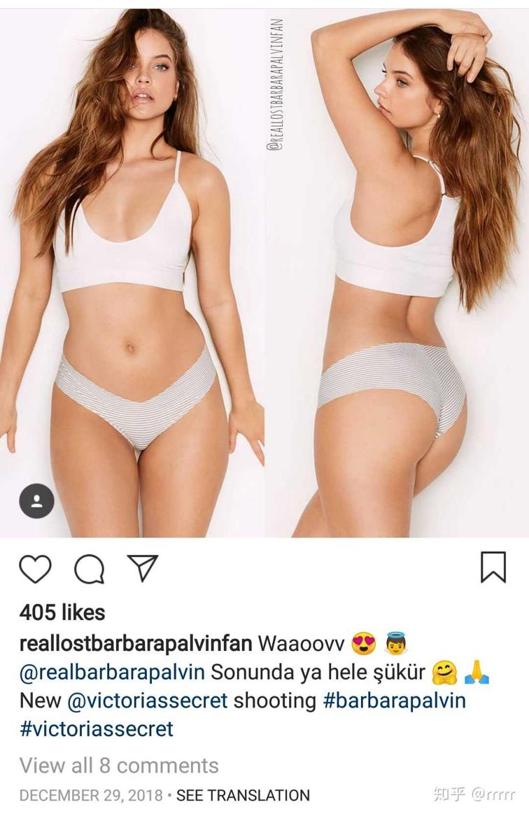 @REALLOSTBARBARAPALVINFAN
405 likes
reallostbarbarapalvinfan Waaoovv 😍 👼
@realbarbarapalvin Sonunda ya hele şükür 🤗 🙏
New @victoriassecret shooting #barbarapalvin
#victoriassecret
View all 8 comments
DECEMBER 29, 2018 • SEE TRANSLATION
知乎 @rrrrr